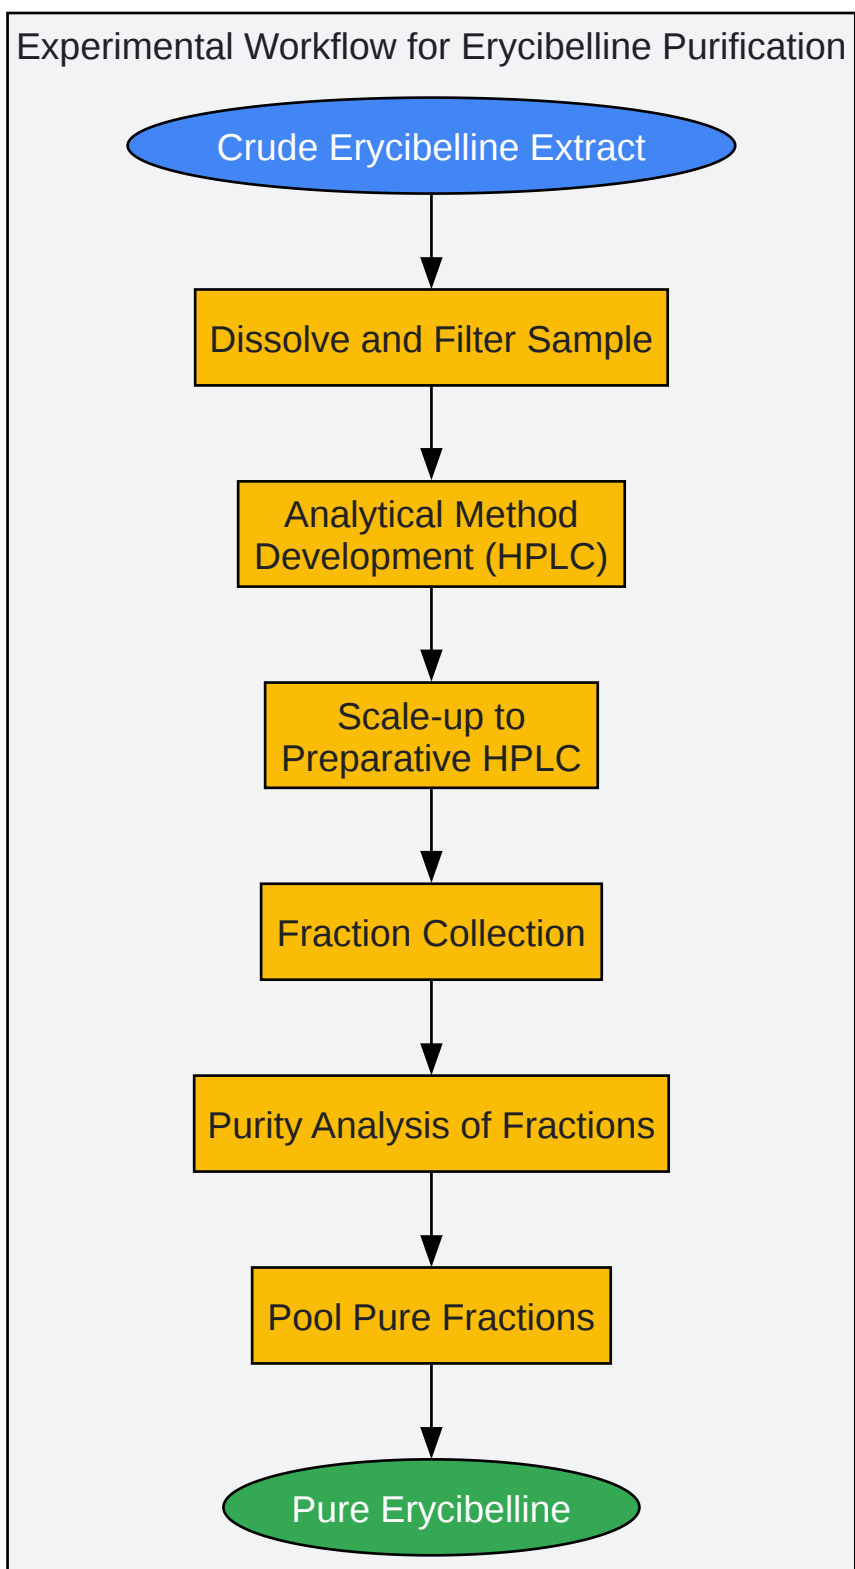 Experimental Workflow for Erycibelline Purification
Crude Erycibelline Extract
Dissolve and Filter Sample
Analytical Method
Development (HPLC)
Scale-up to
Preparative HPLC
Fraction Collection
Purity Analysis of Fractions
Pool Pure Fractions
Pure Erycibelline